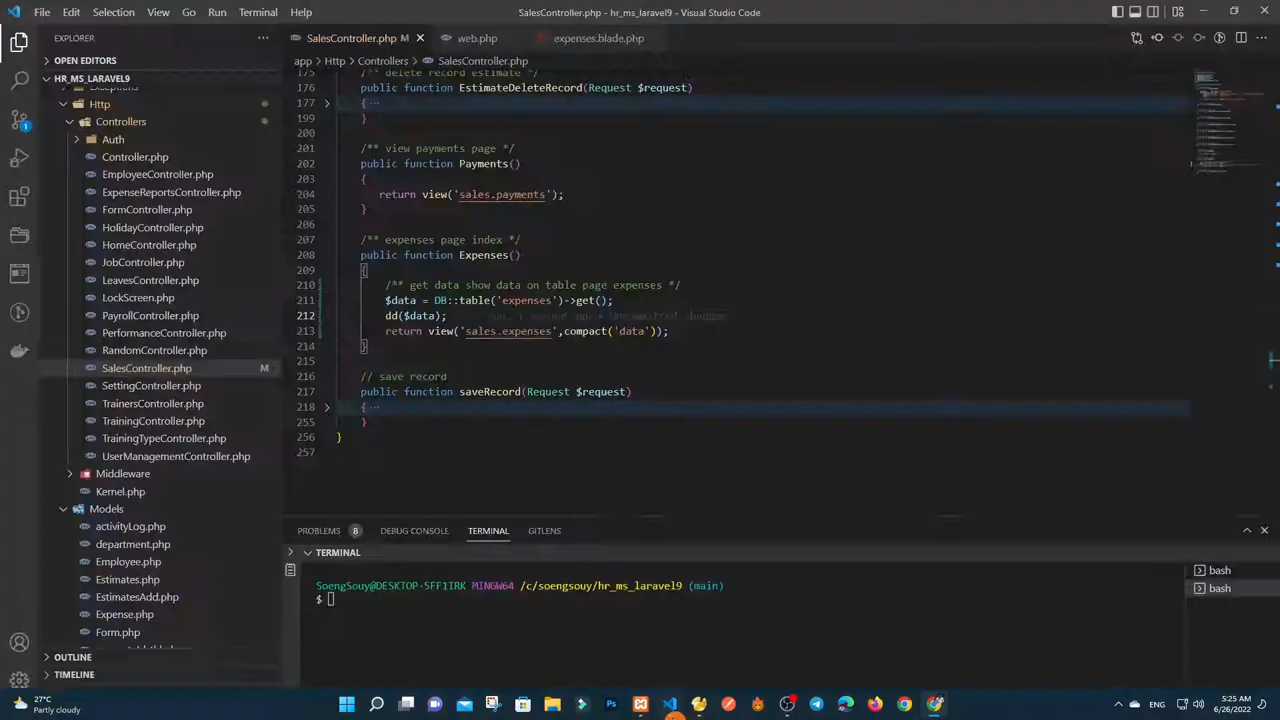 File Edit Selection View Go Run Terminal Help
SalesController.php - hr_ms_laravel9 - Visual Studio Code
EXPLORER ...
SalesController.php M
web.php
expenses.blade.php
OPEN EDITORS
app > Http > Controllers > SalesController.php
HR_MS_LARAVEL9
Exceptions
Http
Controllers
Auth
Controller.php
EmployeeController.php
ExpenseReportsController.php
FormController.php
HolidayController.php
HomeController.php
JobController.php
LeavesController.php
LockScreen.php
PayrollController.php
PerformanceController.php
RandomController.php
SalesController.php M
SettingController.php
TrainersController.php
TrainingController.php
TrainingTypeController.php
UserManagementController.php
Middleware
Kernel.php
Models
activityLog.php
department.php
Employee.php
Estimates.php
EstimatesAdd.php
Expense.php
Form.php
OUTLINE
TIMELINE
175 /** delete record estimate */
176 public function EstimateDeleteRecord(Request $request)
177 { ...
199 }
200
201 /** view payments page */
202 public function Payments()
203 {
204 return view('sales.payments');
205 }
206
207 /** expenses page index */
208 public function Expenses()
209 {
210 /** get data show data on table page expenses */
211 $data = DB::table('expenses')->get();
212 dd($data); Uncommitted changes
213 return view('sales.expenses',compact('data'));
214 }
215
216 // save record
217 public function saveRecord(Request $request)
218 { ...
255 }
256 }
257
PROBLEMS 8 DEBUG CONSOLE TERMINAL GITLENS
TERMINAL
SoengSouy@DESKTOP-5FF1IRK MINGW64 /c/soengsouy/hr_ms_laravel9 (main)
$
bash
bash
27°C
Partly cloudy
ENG
5:25 AM
6/26/2022